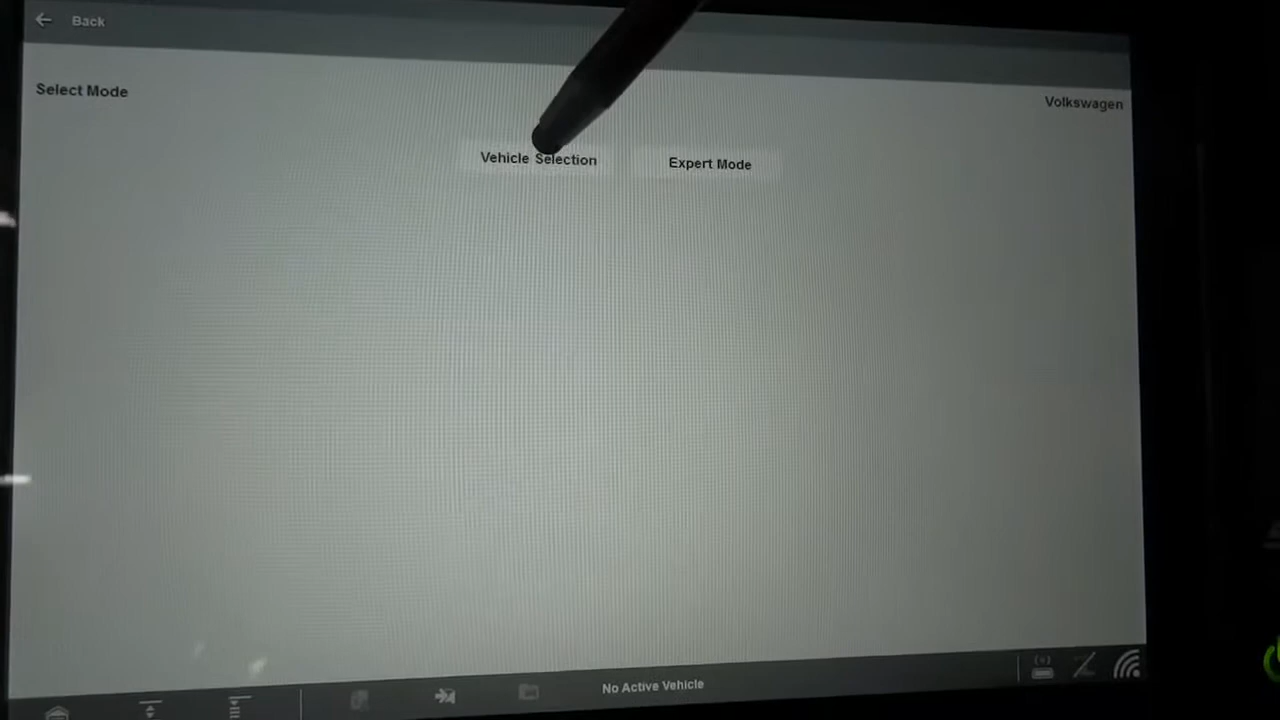 Back
Select Mode
Volkswagen
Vehicle Selection
Expert Mode
No Active Vehicle